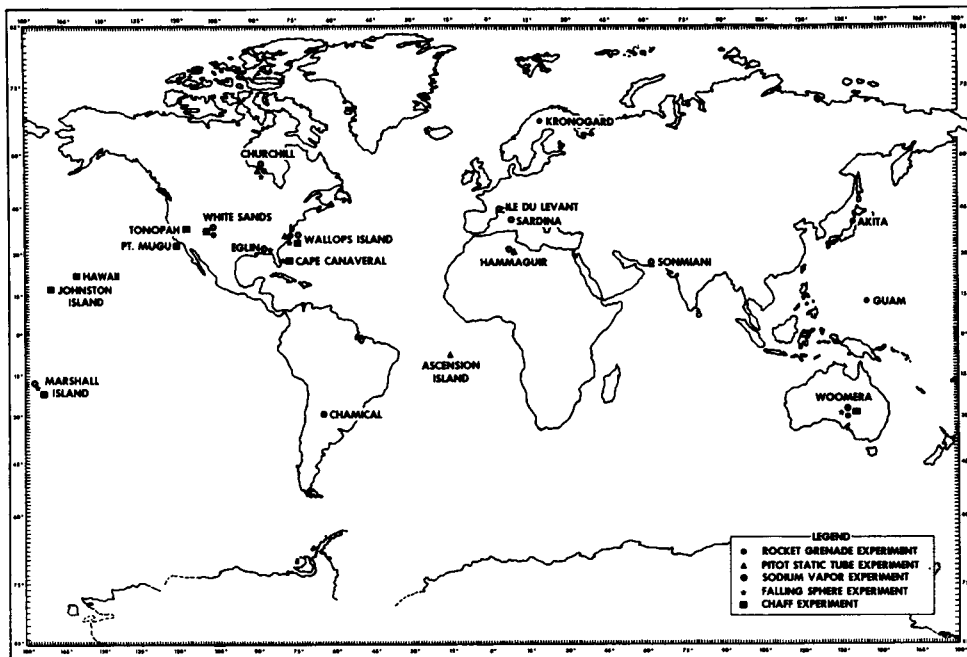 KRONOGARD
CHURCHILL
ILE DU LEVANT
SARDINA
AKITA
WHITE SANDS
TONOPAH
PT. MUGU
EGLIN
WALLOPS ISLAND
CAPE CANAVERAL
HAMMAGUIR
SONMIANI
HAWAII
JOHNSTON
ISLAND
GUAM
ASCENSION
ISLAND
MARSHALL
ISLAND
CHAMICAL
WOOMERA
LEGEND
ROCKET GRENADE EXPERIMENT
PITOT STATIC TUBE EXPERIMENT
SODIUM VAPOR EXPERIMENT
FALLING SPHERE EXPERIMENT
CHAFF EXPERIMENT